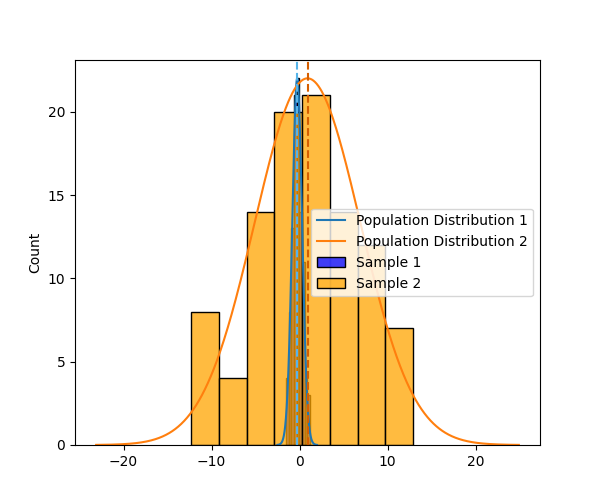 20
15
10
5
0
Count
Population Distribution 1
Population Distribution 2
Sample 1
Sample 2
−20
−10
0
10
20